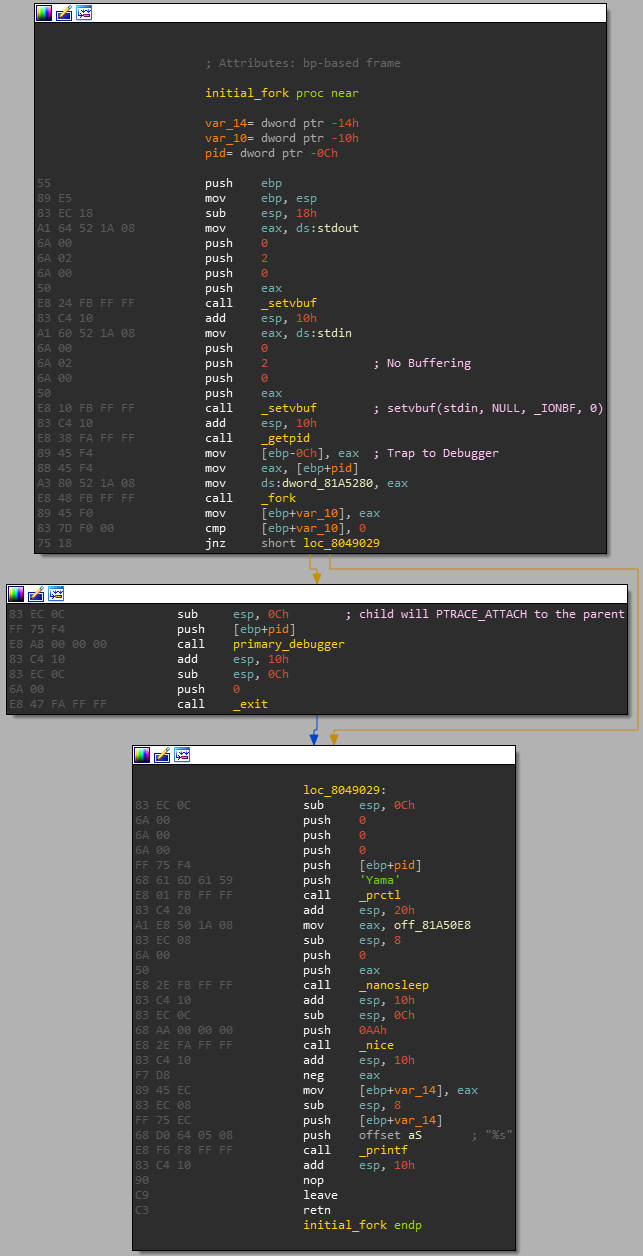 ; Attributes: bp-based frame
initial_fork proc near
var_14= dword ptr -14h
var_10= dword ptr -10h
pid= dword ptr -0Ch
55 push ebp
89 E5 mov ebp, esp
83 EC 18 sub esp, 18h
A1 64 52 1A 08 mov eax, ds:stdout
6A 00 push 0
6A 02 push 2
6A 00 push 0
50 push eax
E8 24 FB FF FF call _setvbuf
83 C4 10 add esp, 10h
A1 60 52 1A 08 mov eax, ds:stdin
6A 00 push 0
6A 02 push 2 ; No Buffering
6A 00 push 0
50 push eax
E8 10 FB FF FF call _setvbuf ; setvbuf(stdin, NULL, _IONBF, 0)
83 C4 10 add esp, 10h
E8 38 FA FF FF call _getpid
89 45 F4 mov [ebp-0Ch], eax ; Trap to Debugger
8B 45 F4 mov eax, [ebp+pid]
A3 80 52 1A 08 mov ds:dword_81A5280, eax
E8 48 FB FF FF call _fork
89 45 F0 mov [ebp+var_10], eax
83 7D F0 00 cmp [ebp+var_10], 0
75 18 jnz short loc_8049029
83 EC 0C sub esp, 0Ch ; child will PTRACE_ATTACH to the parent
FF 75 F4 push [ebp+pid]
E8 A8 00 00 00 call primary_debugger
83 C4 10 add esp, 10h
83 EC 0C sub esp, 0Ch
6A 00 push 0
E8 47 FA FF FF call _exit
loc_8049029:
83 EC 0C sub esp, 0Ch
6A 00 push 0
6A 00 push 0
6A 00 push 0
FF 75 F4 push [ebp+pid]
68 61 6D 61 59 push 'Yama'
E8 01 FB FF FF call _prctl
83 C4 20 add esp, 20h
A1 E8 50 1A 08 mov eax, off_81A50E8
83 EC 08 sub esp, 8
6A 00 push 0
50 push eax
E8 2E FB FF FF call _nanosleep
83 C4 10 add esp, 10h
83 EC 0C sub esp, 0Ch
68 AA 00 00 00 push 0AAh
E8 2E FA FF FF call _nice
83 C4 10 add esp, 10h
F7 D8 neg eax
89 45 EC mov [ebp+var_14], eax
83 EC 08 sub esp, 8
FF 75 EC push [ebp+var_14]
68 D0 64 05 08 push offset aS ; "%s"
E8 F6 F8 FF FF call _printf
83 C4 10 add esp, 10h
90 nop
C9 leave
C3 retn
initial_fork endp